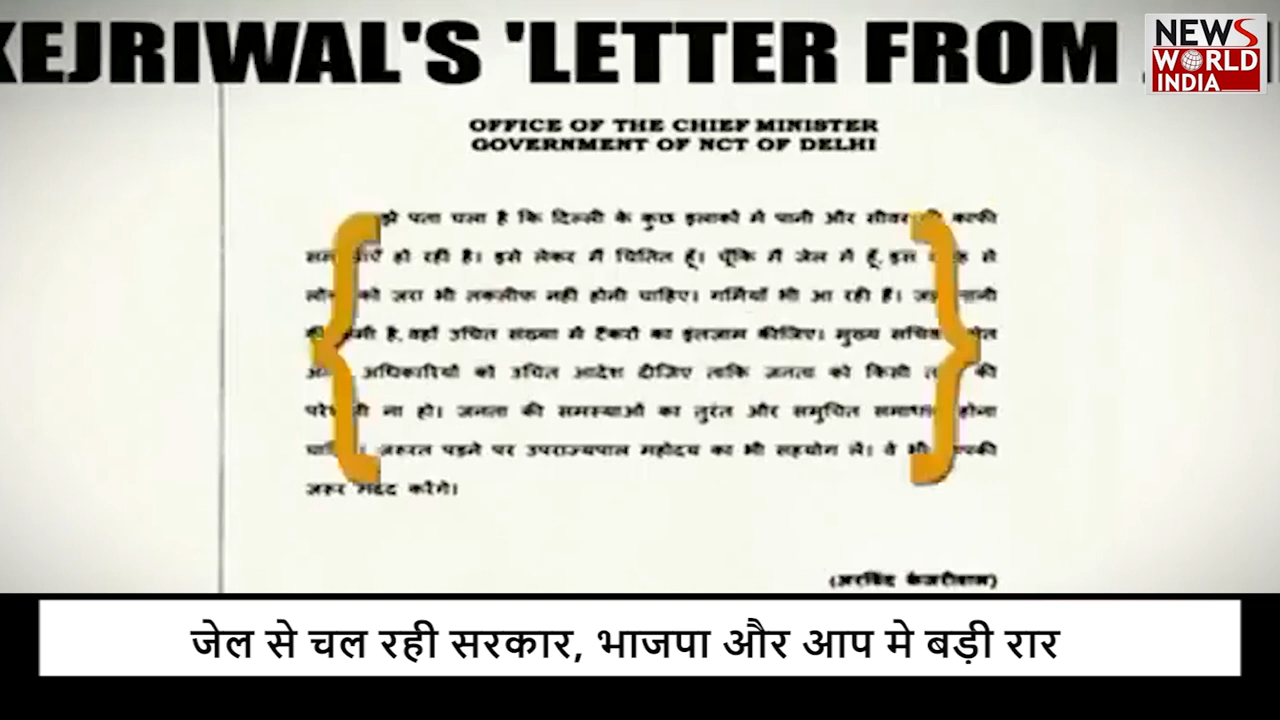 KEJRIWAL'S 'LETTER FROM
NEWS
WORLD
INDIA
OFFICE OF THE CHIEF MINISTER
GOVERNMENT OF NCT OF DELHI
पता चला है कि दिल्ली के कुछ इलाकों में पानी और सीवर काफी
हो रही है। इसे लेकर मैं चिंतित हूँ। चूँकि मैं जेल में हूँ, इस से
को जरा भी तकलीफ नहीं होनी चाहिए। गर्मियाँ भी आ रही हैं।
है, वहाँ उचित संख्या में टैंकरों का इंतजाम कीजिए। मुख्य
अधिकारियों को उचित आदेश दीजिए ताकि जनता को किसी की
ना हो। जनता की समस्याओं का तुरंत और समुचित होना
जरूरत पड़ने पर उपराज्यपाल महोदय का भी सहयोग लें। वे भी
जरूर मदद करेंगे।
(अरविंद केजरीवाल)
जेल से चल रही सरकार, भाजपा और आप मे बड़ी रार